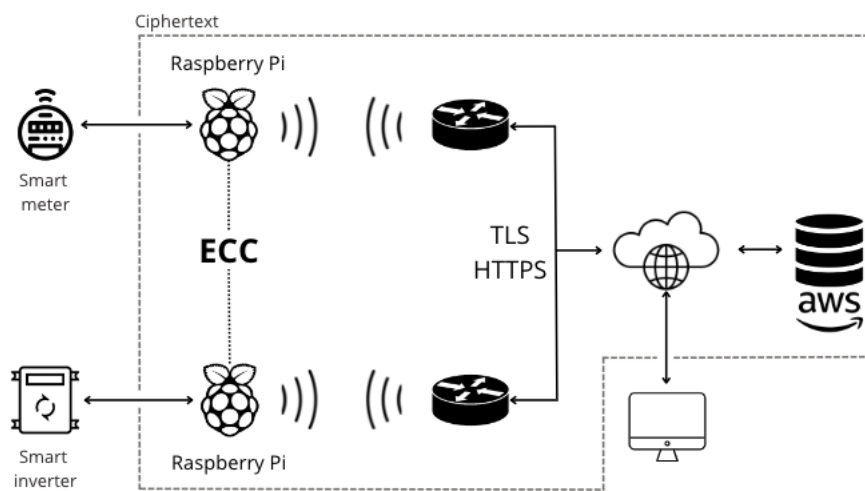 Ciphertext
Raspberry Pi
Smart
meter
ECC
TLS
HTTPS
aws
Smart
inverter
Raspberry Pi